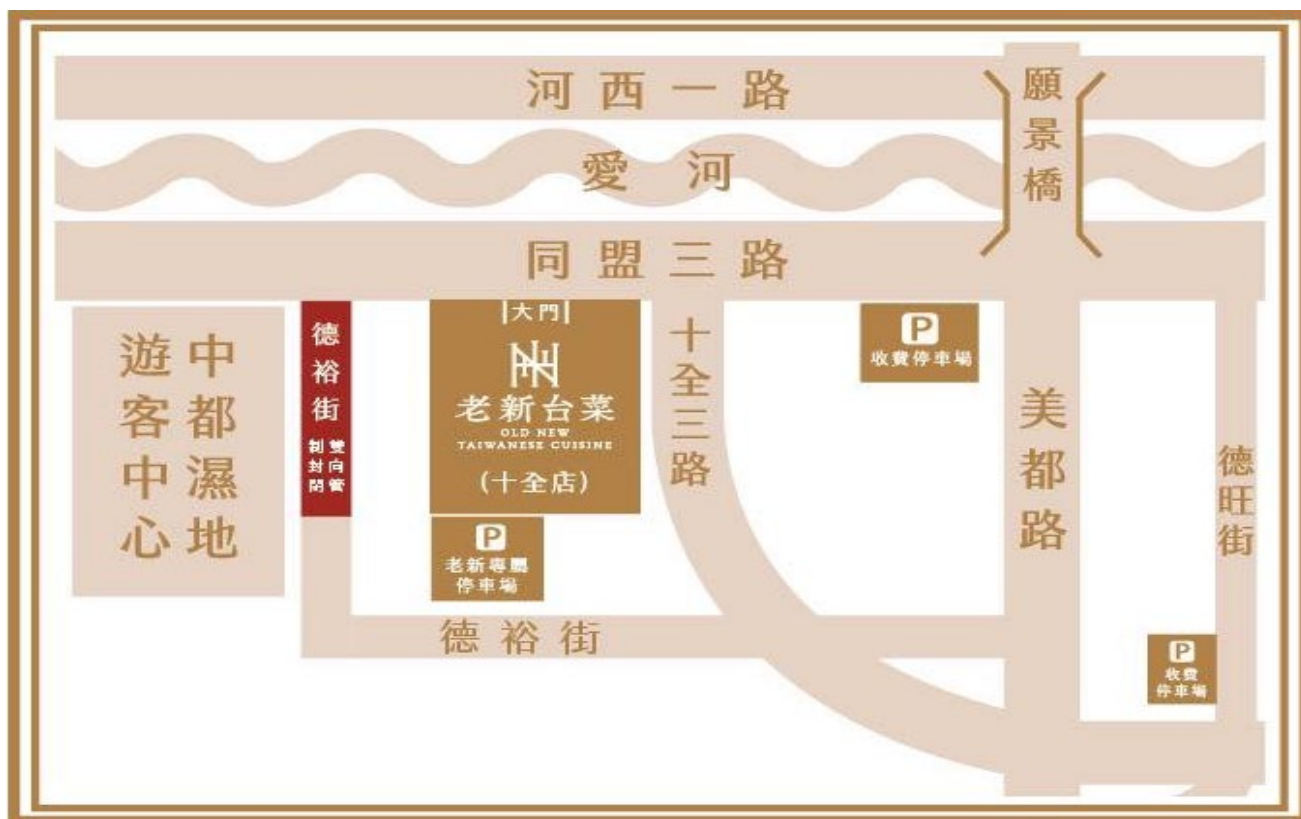 河西一路
願景橋
愛河
同盟三路
中都濕地
遊客中心
德裕街
雙向管
制封閉
大門
老新台菜
OLD NEW
TAIWANESE CUISINE
(十全店)
P
老新專屬
停車場
十全三路
P
收費停車場
美都路
德旺街
德裕街
P
收費
停車場